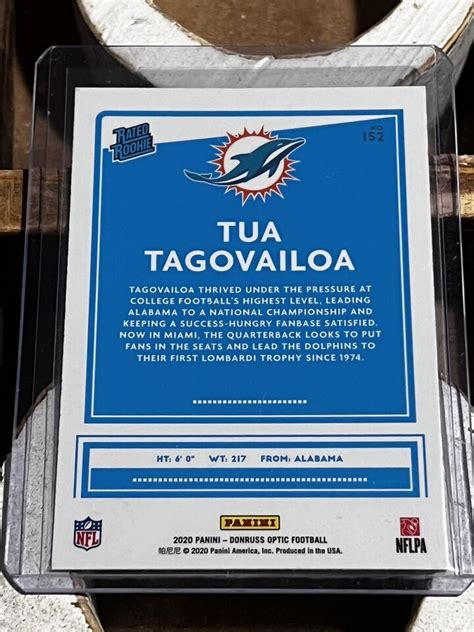 RATED
ROOKIE
NO
152
TUA
TAGOVAILOA
TAGOVAILOA THRIVED UNDER THE PRESSURE AT
COLLEGE FOOTBALL'S HIGHEST LEVEL, LEADING
ALABAMA TO A NATIONAL CHAMPIONSHIP AND
KEEPING A SUCCESS-HUNGRY FANBASE SATISFIED.
NOW IN MIAMI, THE QUARTERBACK LOOKS TO PUT
FANS IN THE SEATS AND LEAD THE DOLPHINS TO
THEIR FIRST LOMBARDI TROPHY SINCE 1974.
HT: 6' 0" WT: 217 FROM: ALABAMA
NFL
PANINI
NFLPA
2020 PANINI – DONRUSS OPTIC FOOTBALL
帕尼尼 © 2020 Panini America, Inc. Produced in the USA.